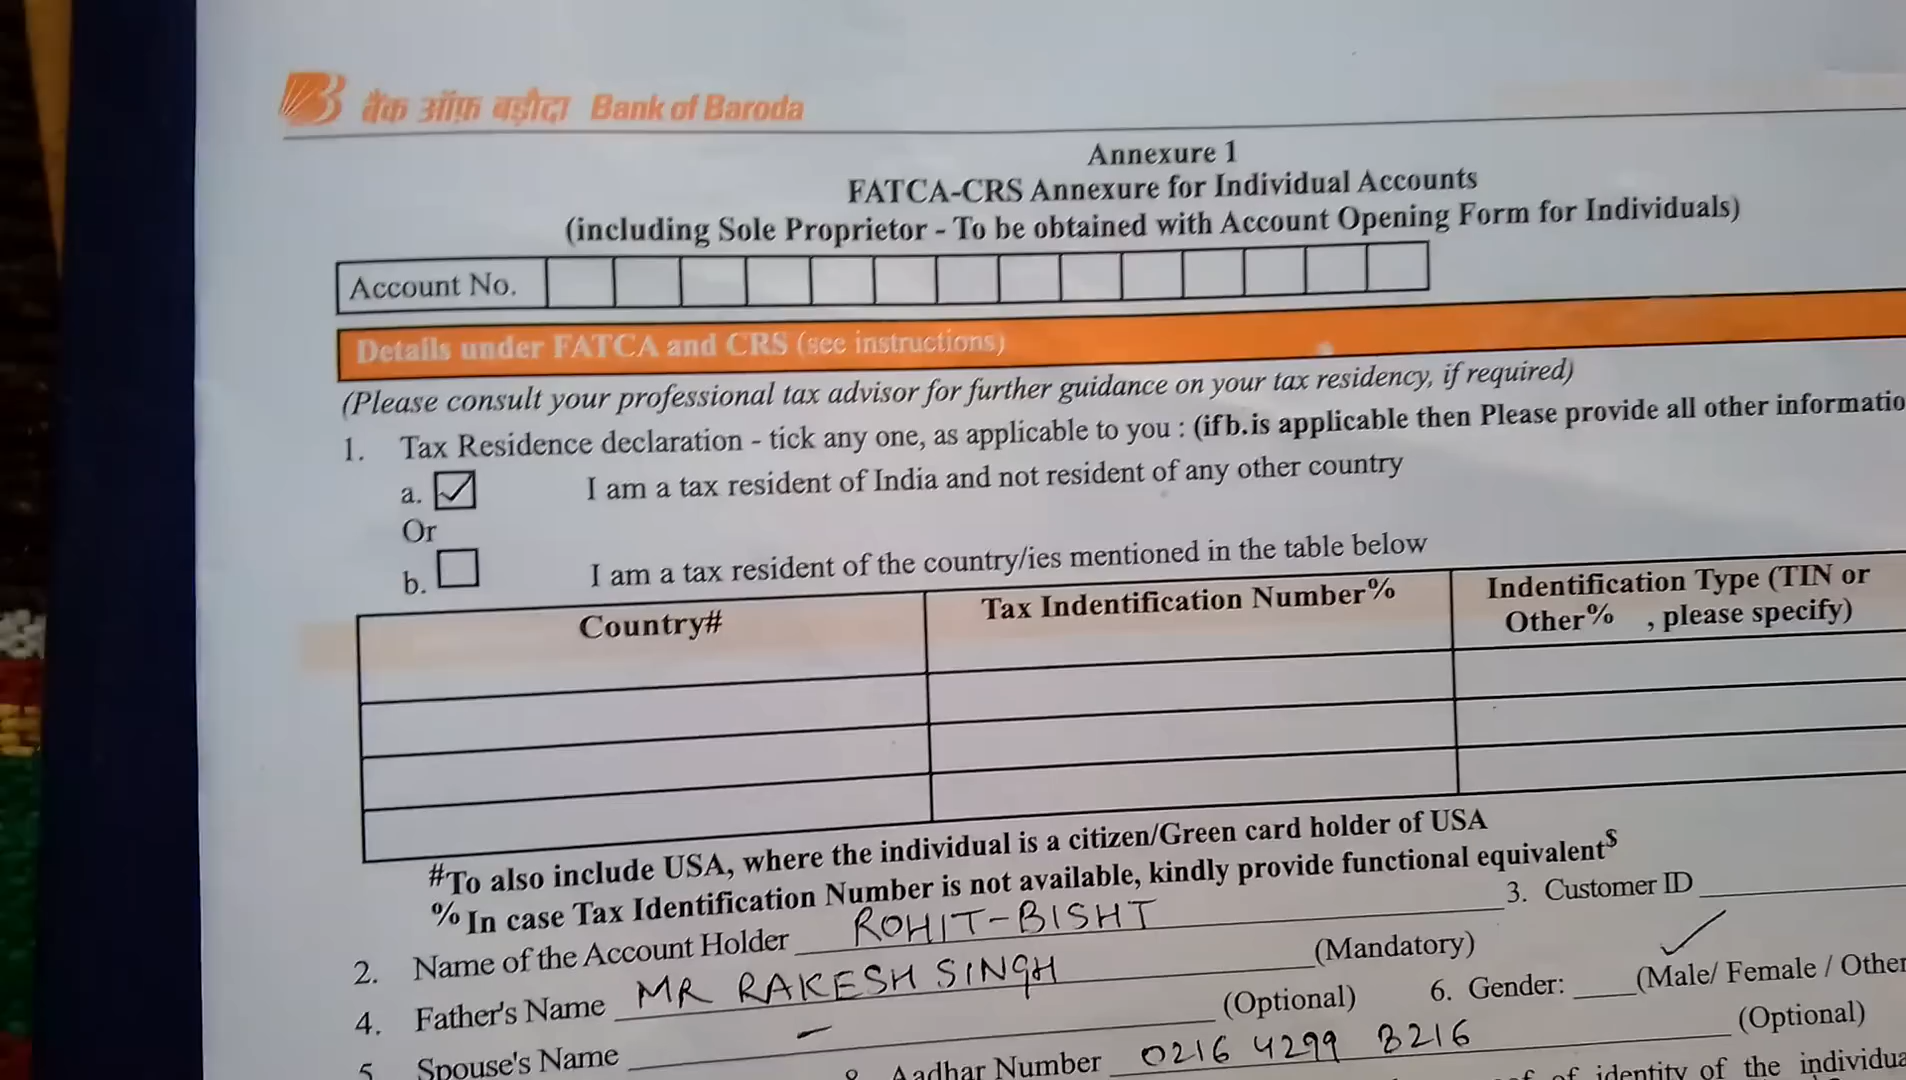 बैंक ऑफ़ बड़ौदा Bank of Baroda
Annexure 1
FATCA-CRS Annexure for Individual Accounts
(including Sole Proprietor - To be obtained with Account Opening Form for Individuals)
Account No.
Details under FATCA and CRS (see instructions)
(Please consult your professional tax advisor for further guidance on your tax residency, if required)
1. Tax Residence declaration - tick any one, as applicable to you : (if b. is applicable then Please provide all other informatio
a. ✓ I am a tax resident of India and not resident of any other country
Or
b. I am a tax resident of the country/ies mentioned in the table below
Country# Tax Indentification Number% Indentification Type (TIN or
Other% , please specify)
#To also include USA, where the individual is a citizen/Green card holder of USA
% In case Tax Identification Number is not available, kindly provide functional equivalent$
2. Name of the Account Holder ROHIT-BISHT 3. Customer ID
4. Father's Name MR RAKESH SINGH (Mandatory) 6. Gender: ✓ (Male/ Female / Other
5 Spouse's Name - (Optional)
8 Aadhar Number 0216 4299 8216 (Optional)
of identity of the individua